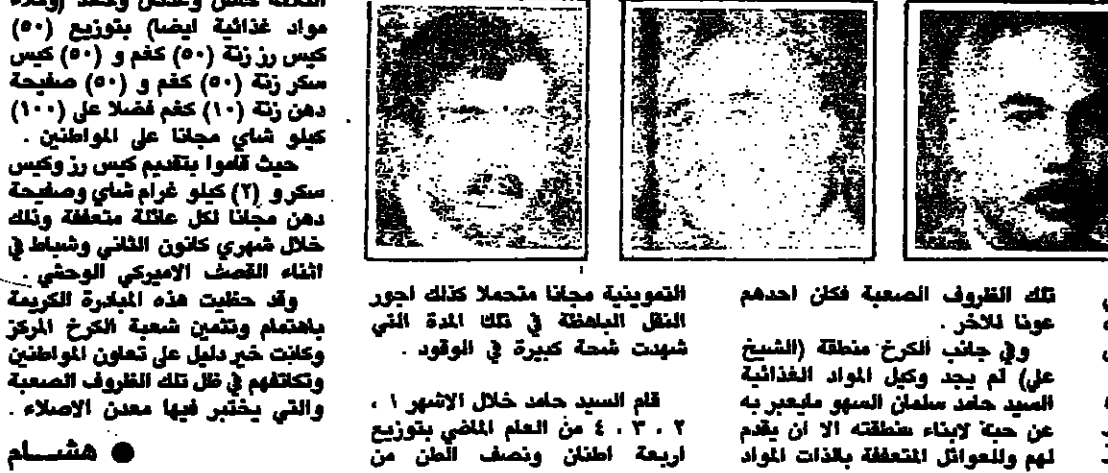 تلك الظروف الصعبة فكان احدهم
عونا للاخر .
وفي جانب الكرخ منطقة (الشيخ
علي) لم يجد وكيل المواد الغذائية
السيد حامد سلمان السهو مايعبر به
عن حبه لابناء منطقته الا ان يقدم
لهم وللعوائل المتعففة بالذات المواد
التموينية مجانا متحملا كذلك اجور
النقل الباهظة في تلك المدة التي
شهدت شحة كبيرة في الوقود .
قام السيد حامد خلال الاشهر ١ ،
٢ ، ٣ ، ٤ من العام الماضي بتوزيع
اربعة اطنان ونصف الطن من
مواد غذائية ايضا) بتوزيع (٥٠)
كيس رز زنة (٥٠) كغم و (٥٠) كيس
سكر زنة (٥٠) كغم و (٥٠) صفيحة
دهن زنة (١٠) كغم فضلا على (١٠٠)
كيلو شاي مجانا على المواطنين .
حيث قاموا بتقديم كيس رز وكيس
سكر و (٢) كيلو غرام شاي وصفيحة
دهن مجانا لكل عائلة متعففة وذلك
خلال شهري كانون الثاني وشباط في
اثناء القصف الاميركي الوحشي .
وقد حظيت هذه المبادرة الكريمة
باهتمام وتثمين شعبة الكرخ المركز
وكانت خير دليل على تعاون المواطنين
وتكاتفهم في ظل تلك الظروف الصعبة
والتي يختبر فيها معدن الاصلاء .
● هشـــام